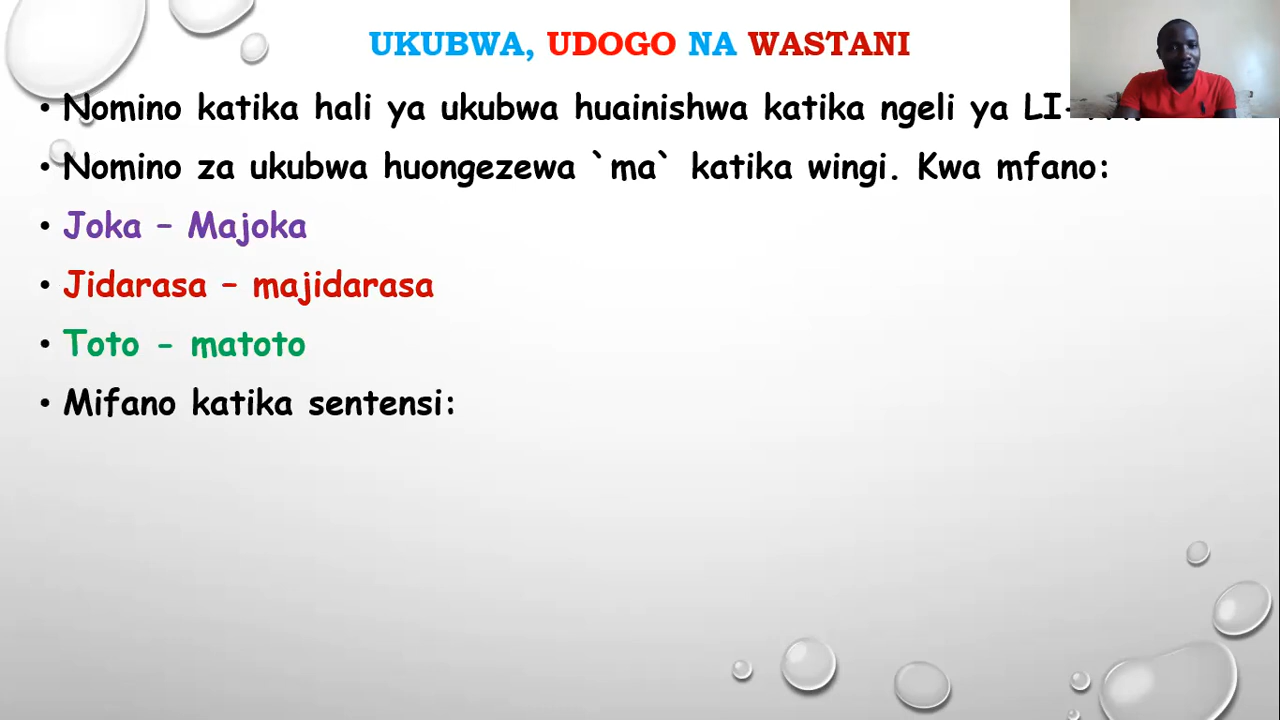 UKUBWA, UDOGO NA WASTANI
• Nomino katika hali ya ukubwa huainishwa katika ngeli ya LI-
• Nomino za ukubwa huongezewa `ma` katika wingi. Kwa mfano:
• Joka – Majoka
• Jidarasa – majidarasa
• Toto – matoto
• Mifano katika sentensi: